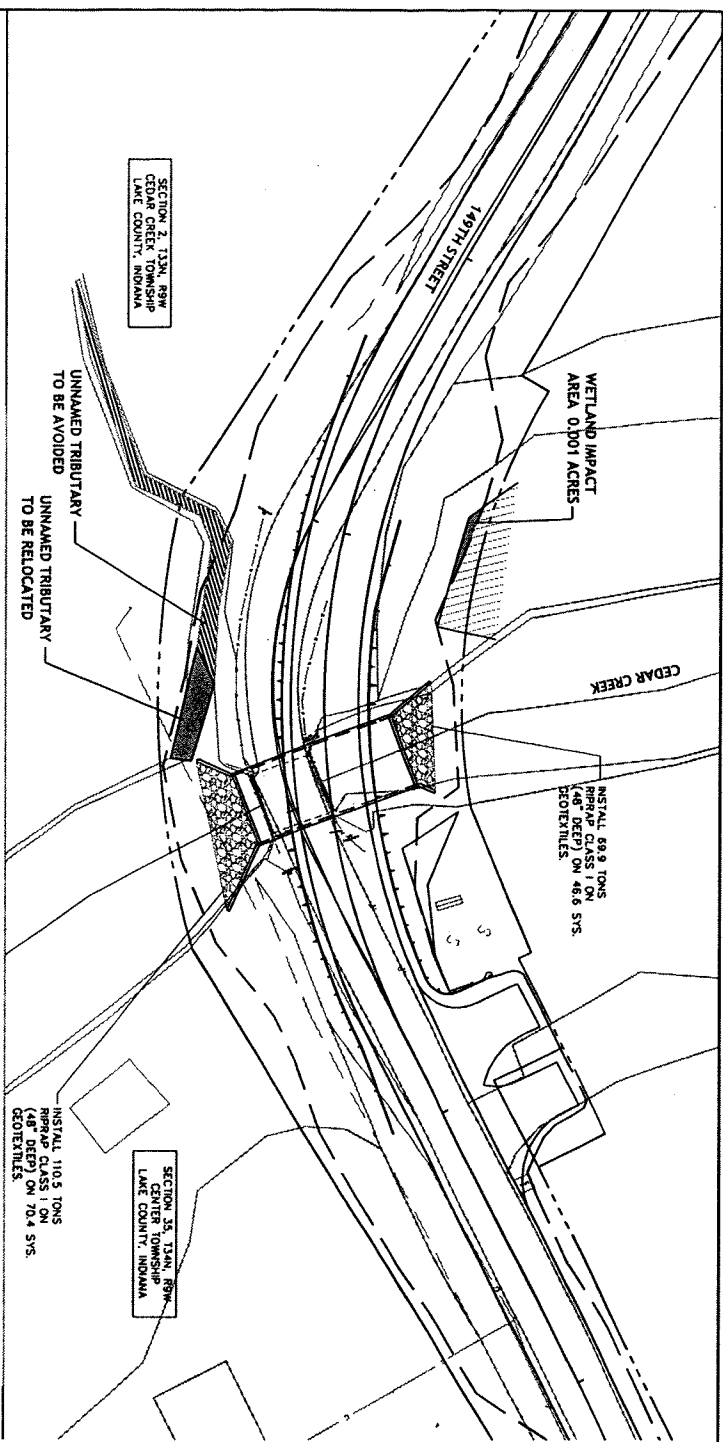 SECTION 2, T33N, R9W
CEDAR CREEK TOWNSHIP
LAKE COUNTY, INDIANA
149TH STREET
WETLAND IMPACT
AREA 0.001 ACRES
UNNAMED TRIBUTARY
TO BE AVOIDED
UNNAMED TRIBUTARY
TO BE RELOCATED
CEDAR CREEK
INSTALL 69.9 TONS
RIPRAP CLASS I ON
(48" DEEP) ON 46.6 SYS.
GEOTEXTILES.
INSTALL 110.5 TONS
RIPRAP CLASS I ON
(48" DEEP) ON 70.4 SYS.
GEOTEXTILES.
SECTION 35, T34N, R9W
CENTER TOWNSHIP
LAKE COUNTY, INDIANA